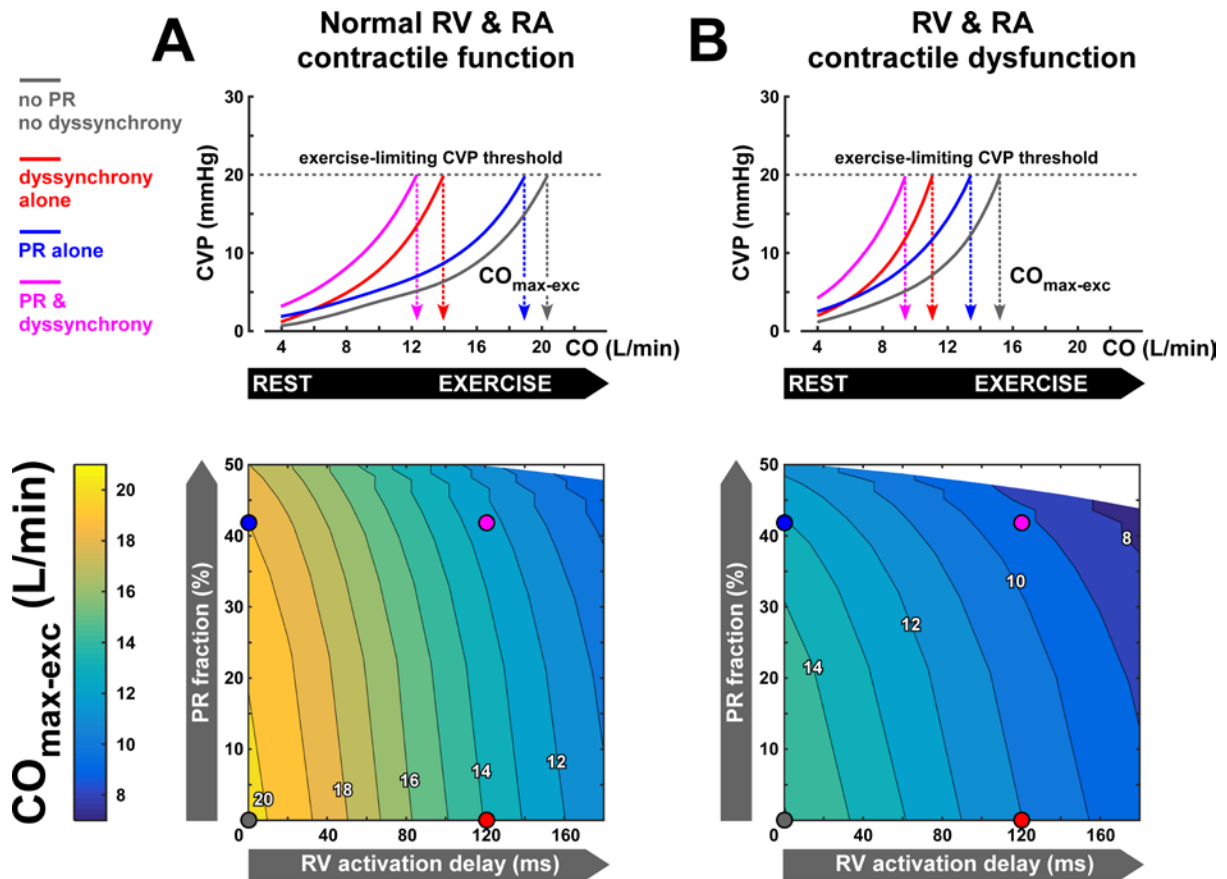 A
Normal RV & RA
contractile function
B
RV & RA
contractile dysfunction
no PR
no dyssynchrony
dyssynchrony
alone
PR alone
PR &
dyssynchrony
CVP (mmHg)
30
20
10
0
exercise-limiting CVP threshold
COmax-exc
4 8 12 16 20 CO (L/min)
REST EXERCISE
CVP (mmHg)
30
20
10
0
exercise-limiting CVP threshold
COmax-exc
4 8 12 16 20 CO (L/min)
REST EXERCISE
COmax-exc (L/min)
20
18
16
14
12
10
8
PR fraction (%)
50
40
30
20
10
0
20 18 16 14 12
0 40 80 120 160
RV activation delay (ms)
PR fraction (%)
50
40
30
20
10
0
14 12 10 8
0 40 80 120 160
RV activation delay (ms)